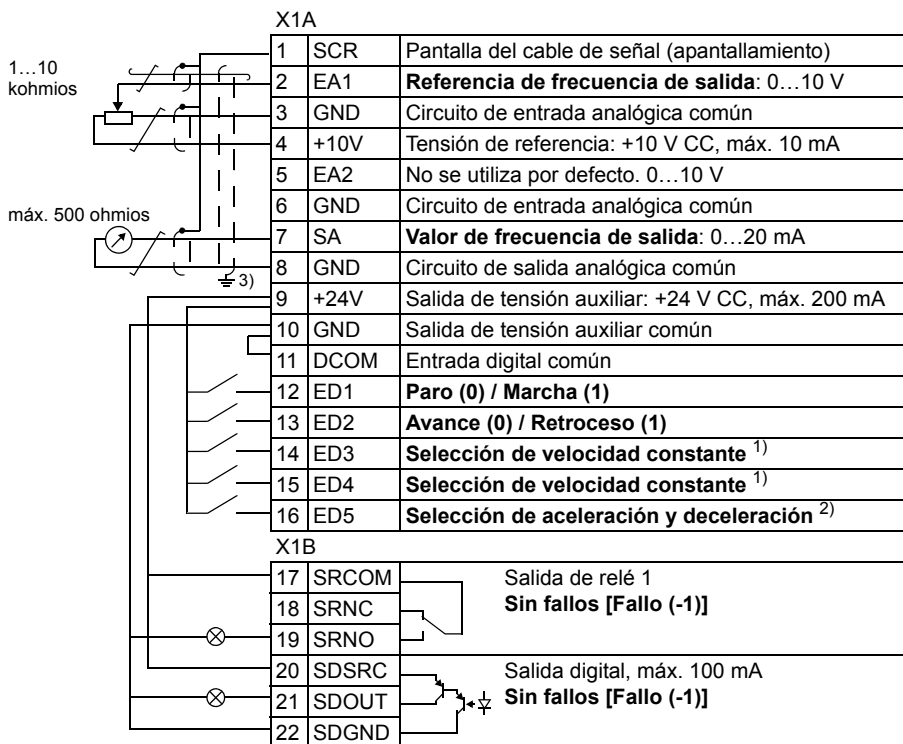 X1A
1…10
kohmios
1 SCR Pantalla del cable de señal (apantallamiento)
2 EA1 Referencia de frecuencia de salida: 0…10 V
3 GND Circuito de entrada analógica común
4 +10V Tensión de referencia: +10 V CC, máx. 10 mA
5 EA2 No se utiliza por defecto. 0…10 V
6 GND Circuito de entrada analógica común
máx. 500 ohmios
7 SA Valor de frecuencia de salida: 0…20 mA
8 GND Circuito de salida analógica común
3)
9 +24V Salida de tensión auxiliar: +24 V CC, máx. 200 mA
10 GND Salida de tensión auxiliar común
11 DCOM Entrada digital común
12 ED1 Paro (0) / Marcha (1)
13 ED2 Avance (0) / Retroceso (1)
14 ED3 Selección de velocidad constante 1)
15 ED4 Selección de velocidad constante 1)
16 ED5 Selección de aceleración y deceleración 2)
X1B
17 SRCOM Salida de relé 1
18 SRNC Sin fallos [Fallo (-1)]
19 SRNO
20 SDSRC Salida digital, máx. 100 mA
21 SDOUT Sin fallos [Fallo (-1)]
22 SDGND